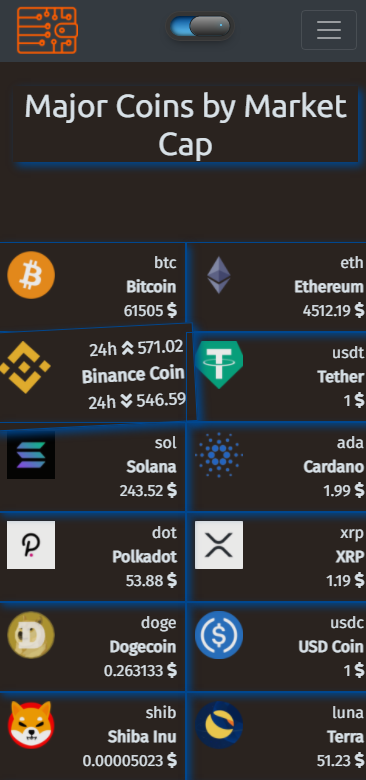 Major Coins by Market
Cap
btc
Bitcoin
61505 $
eth
Ethereum
4512.19 $
24h 571.02
Binance Coin
24h 546.59
usdt
Tether
1 $
sol
Solana
243.52 $
ada
Cardano
1.99 $
dot
Polkadot
53.88 $
xrp
XRP
1.19 $
doge
Dogecoin
0.263133 $
usdc
USD Coin
1 $
shib
Shiba Inu
0.00005023 $
luna
Terra
51.23 $